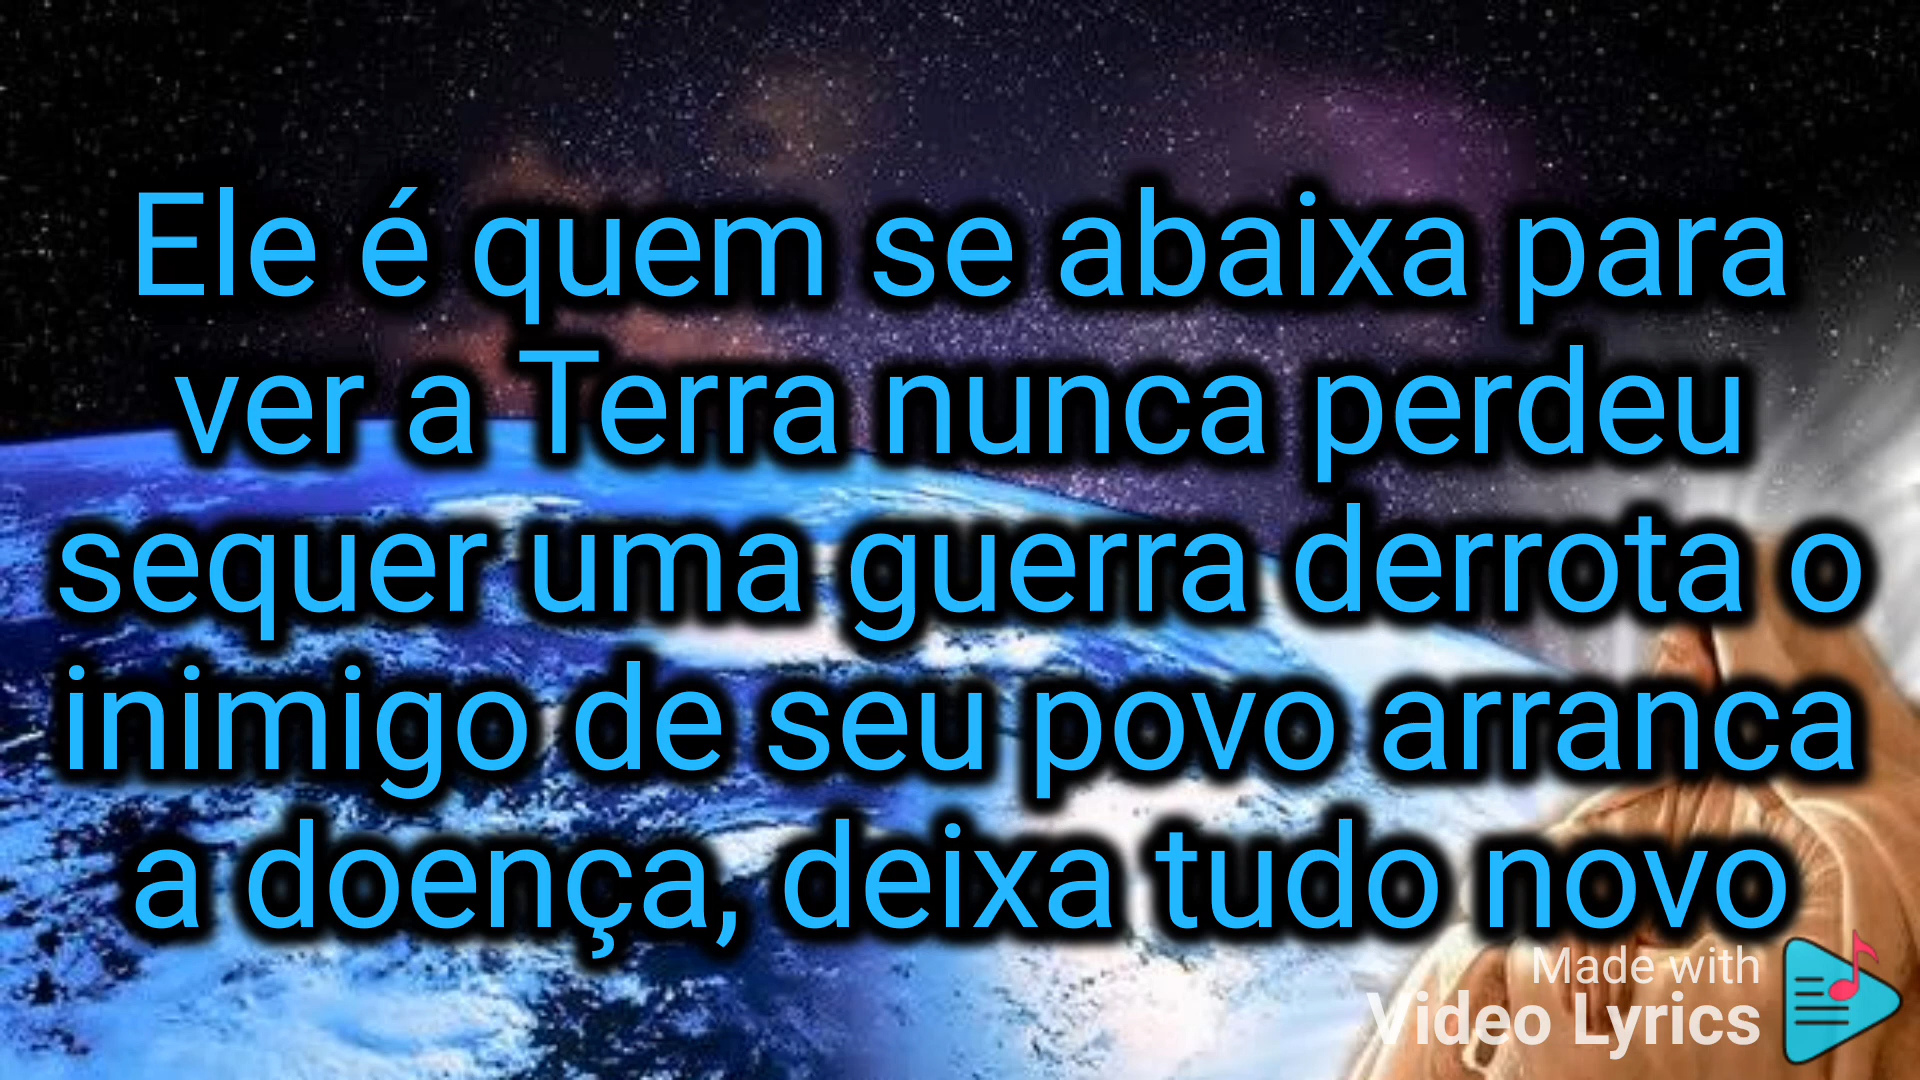 Ele é quem se abaixa para
ver a Terra nunca perdeu
sequer uma guerra derrota o
inimigo de seu povo arranca
a doença, deixa tudo novo
Made with
Video Lyrics